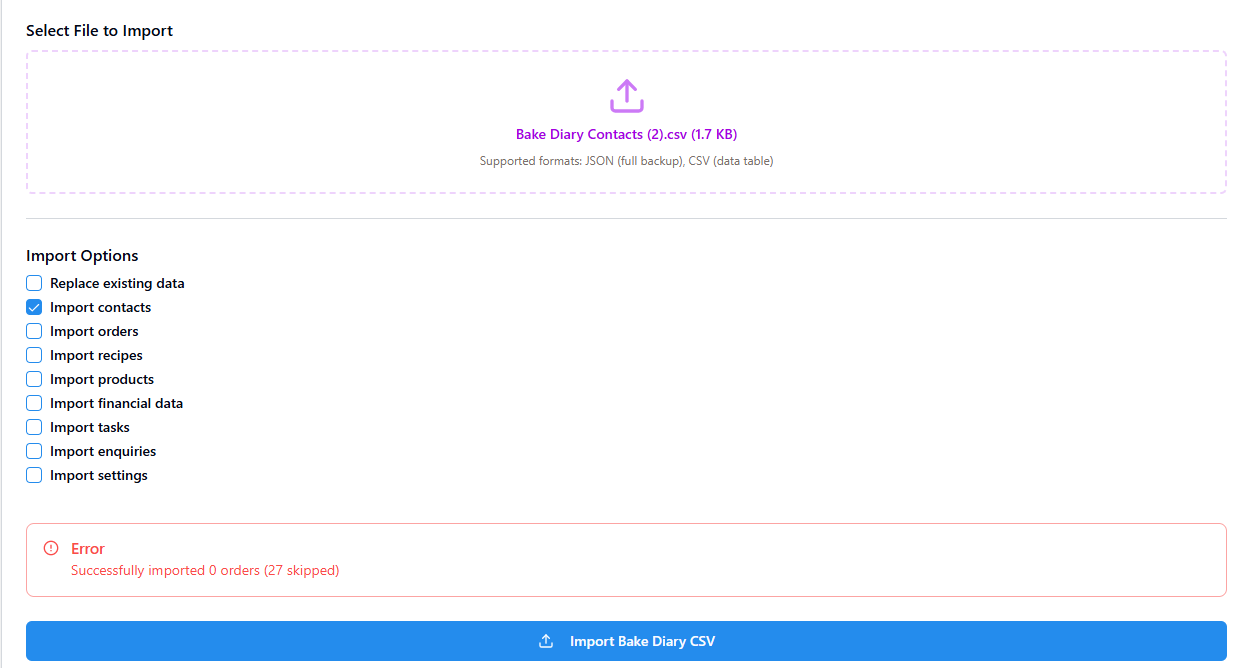 Select File to Import
Bake Diary Contacts (2).csv (1.7 KB)
Supported formats: JSON (full backup), CSV (data table)
Import Options
Replace existing data
Import contacts
Import orders
Import recipes
Import products
Import financial data
Import tasks
Import enquiries
Import settings
Error
Successfully imported 0 orders (27 skipped)
Import Bake Diary CSV